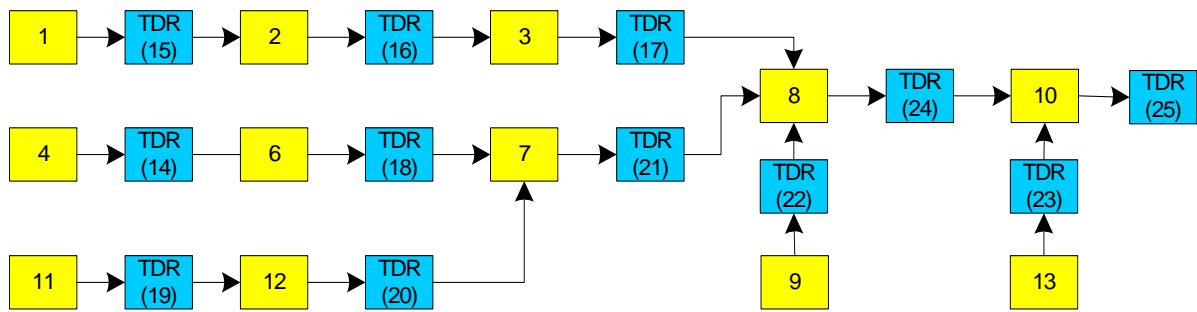 1
TDR
(15)
2
TDR
(16)
3
TDR
(17)
8
TDR
(24)
10
TDR
(25)
4
TDR
(14)
6
TDR
(18)
7
TDR
(21)
TDR
(22)
TDR
(23)
11
TDR
(19)
12
TDR
(20)
9
13